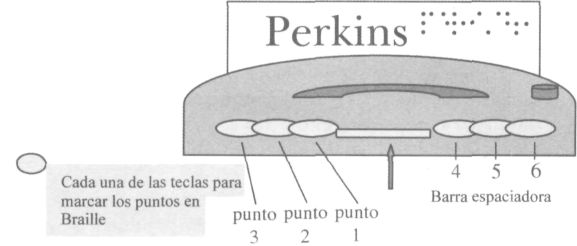 Perkins
4 5 6
Barra espaciadora
Cada una de las teclas para
marcar los puntos en
Braille
punto punto punto
3 2 1